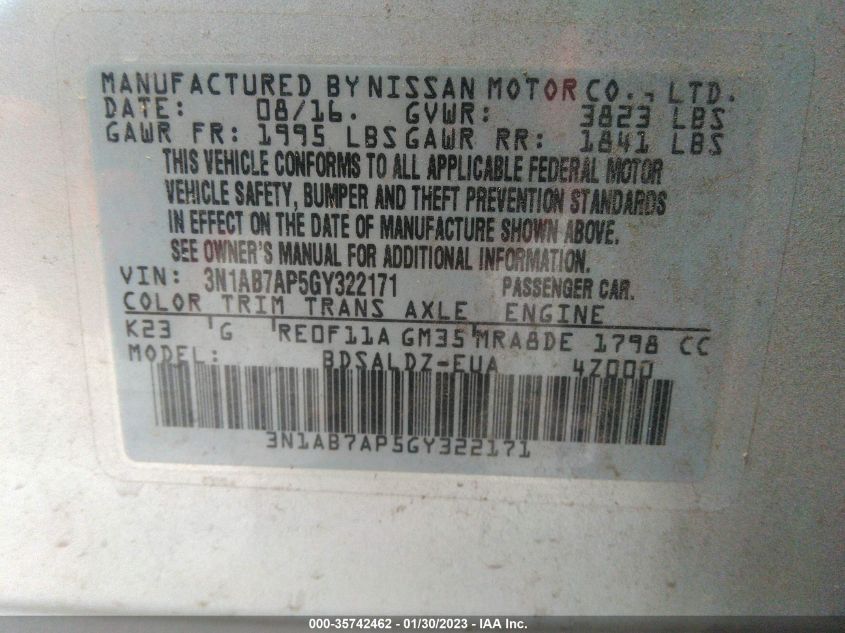 MANUFACTURED BY NISSAN MOTOR CO., LTD.
DATE: 08/16. GVWR: 3823 LBS
GAWR FR: 1995 LBS GAWR RR: 1841 LBS
THIS VEHICLE CONFORMS TO ALL APPLICABLE FEDERAL MOTOR
VEHICLE SAFETY, BUMPER AND THEFT PREVENTION STANDARDS
IN EFFECT ON THE DATE OF MANUFACTURE SHOWN ABOVE.
SEE OWNER'S MANUAL FOR ADDITIONAL INFORMATION.
VIN: 3N1AB7AP5GY322171 PASSENGER CAR.
COLOR TRIM TRANS AXLE ENGINE
K23 G RE0F11A GM35 MRA8DE 1798 CC
MODEL: BDSALDZ-EUA 4Z000
3N1AB7AP5GY322171
000-35742462 - 01/30/2023 - IAA Inc.